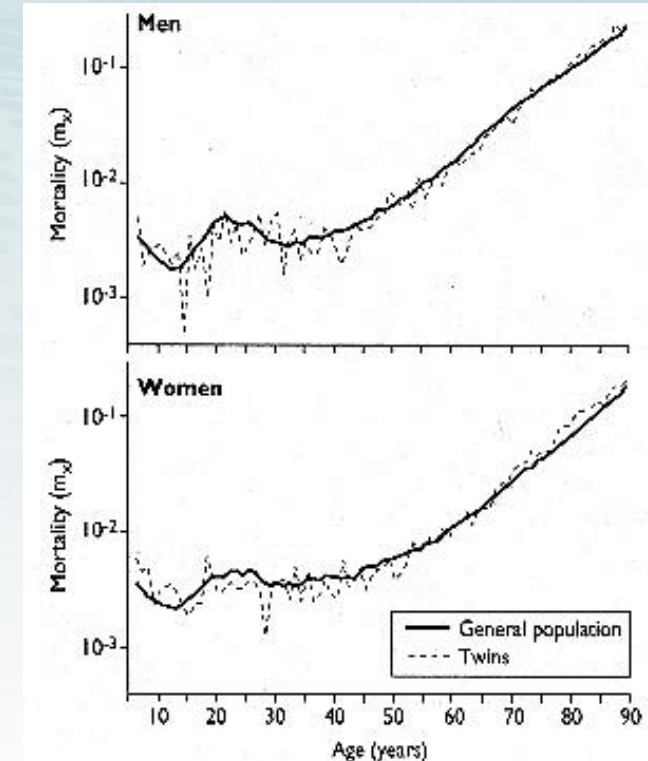 Men
10⁻¹
10⁻²
10⁻³
Mortality (mₓ)
Women
10⁻¹
10⁻²
10⁻³
Mortality (mₓ)
General population
Twins
10 20 30 40 50 60 70 80 90
Age (years)